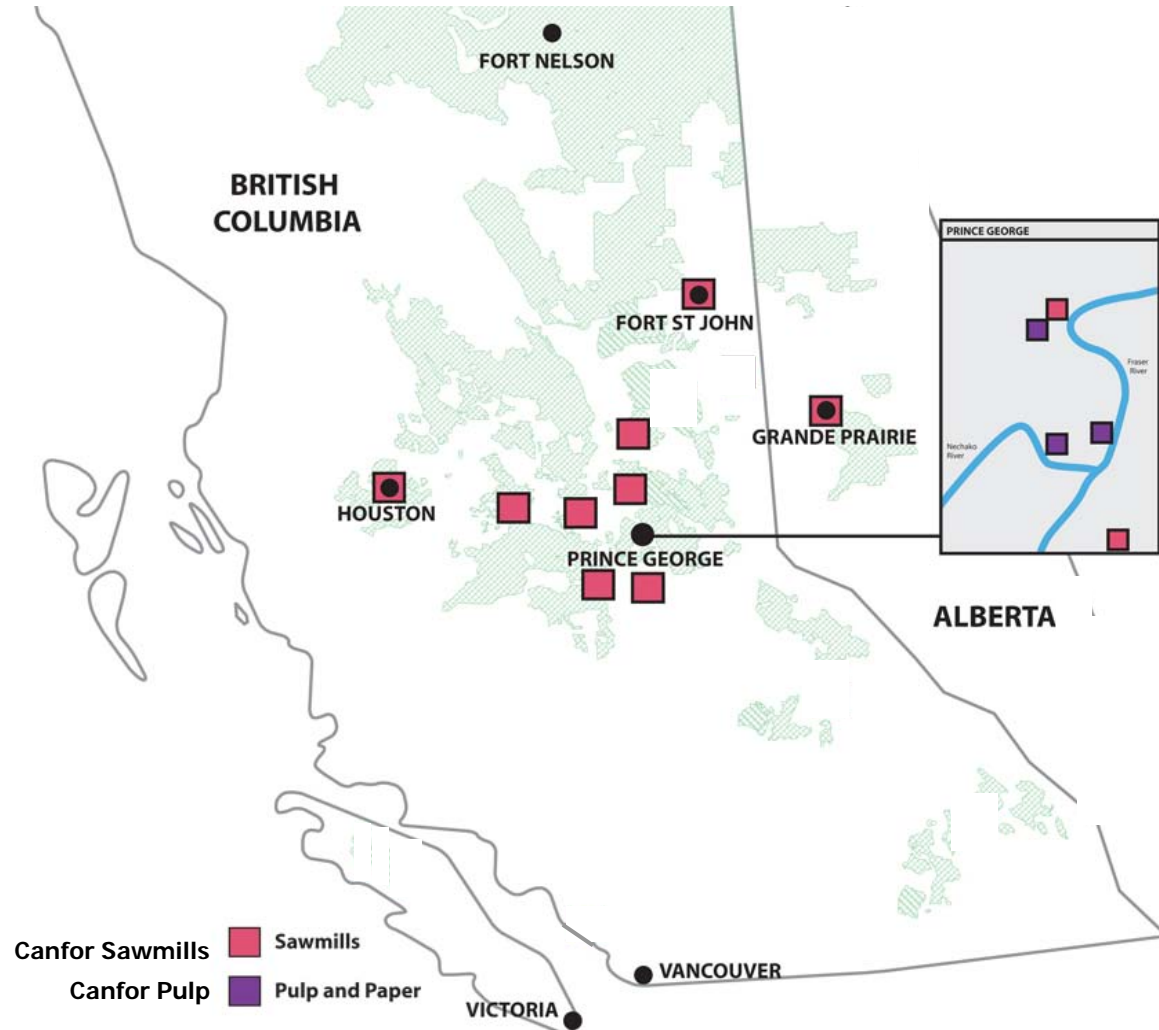 FORT NELSON
BRITISH
COLUMBIA
PRINCE GEORGE
FORT ST JOHN
Fraser
River
GRANDE PRAIRIE
Nechako
River
HOUSTON
PRINCE GEORGE
ALBERTA
Canfor Sawmills
Sawmills
Canfor Pulp
Pulp and Paper
VANCOUVER
VICTORIA